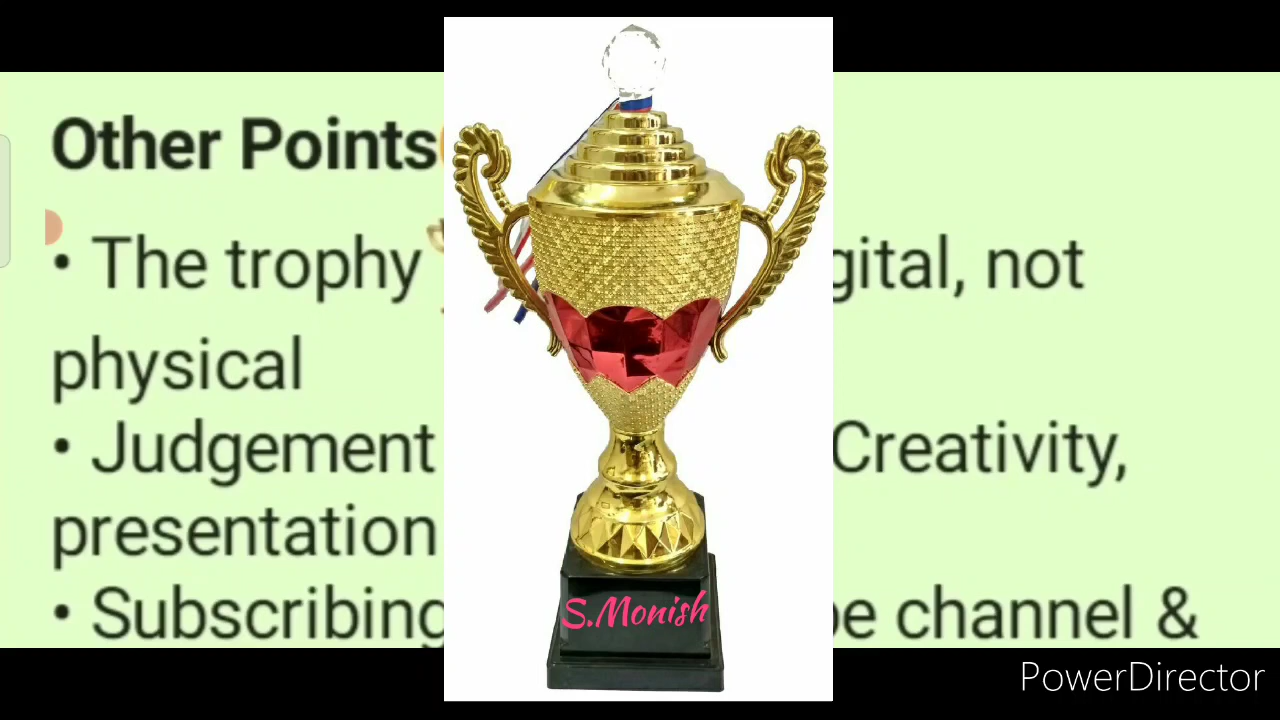 Other Points
• The trophy gital, not
physical
• Judgement Creativity,
presentation
• Subscribing be channel &
S.Monish
PowerDirector